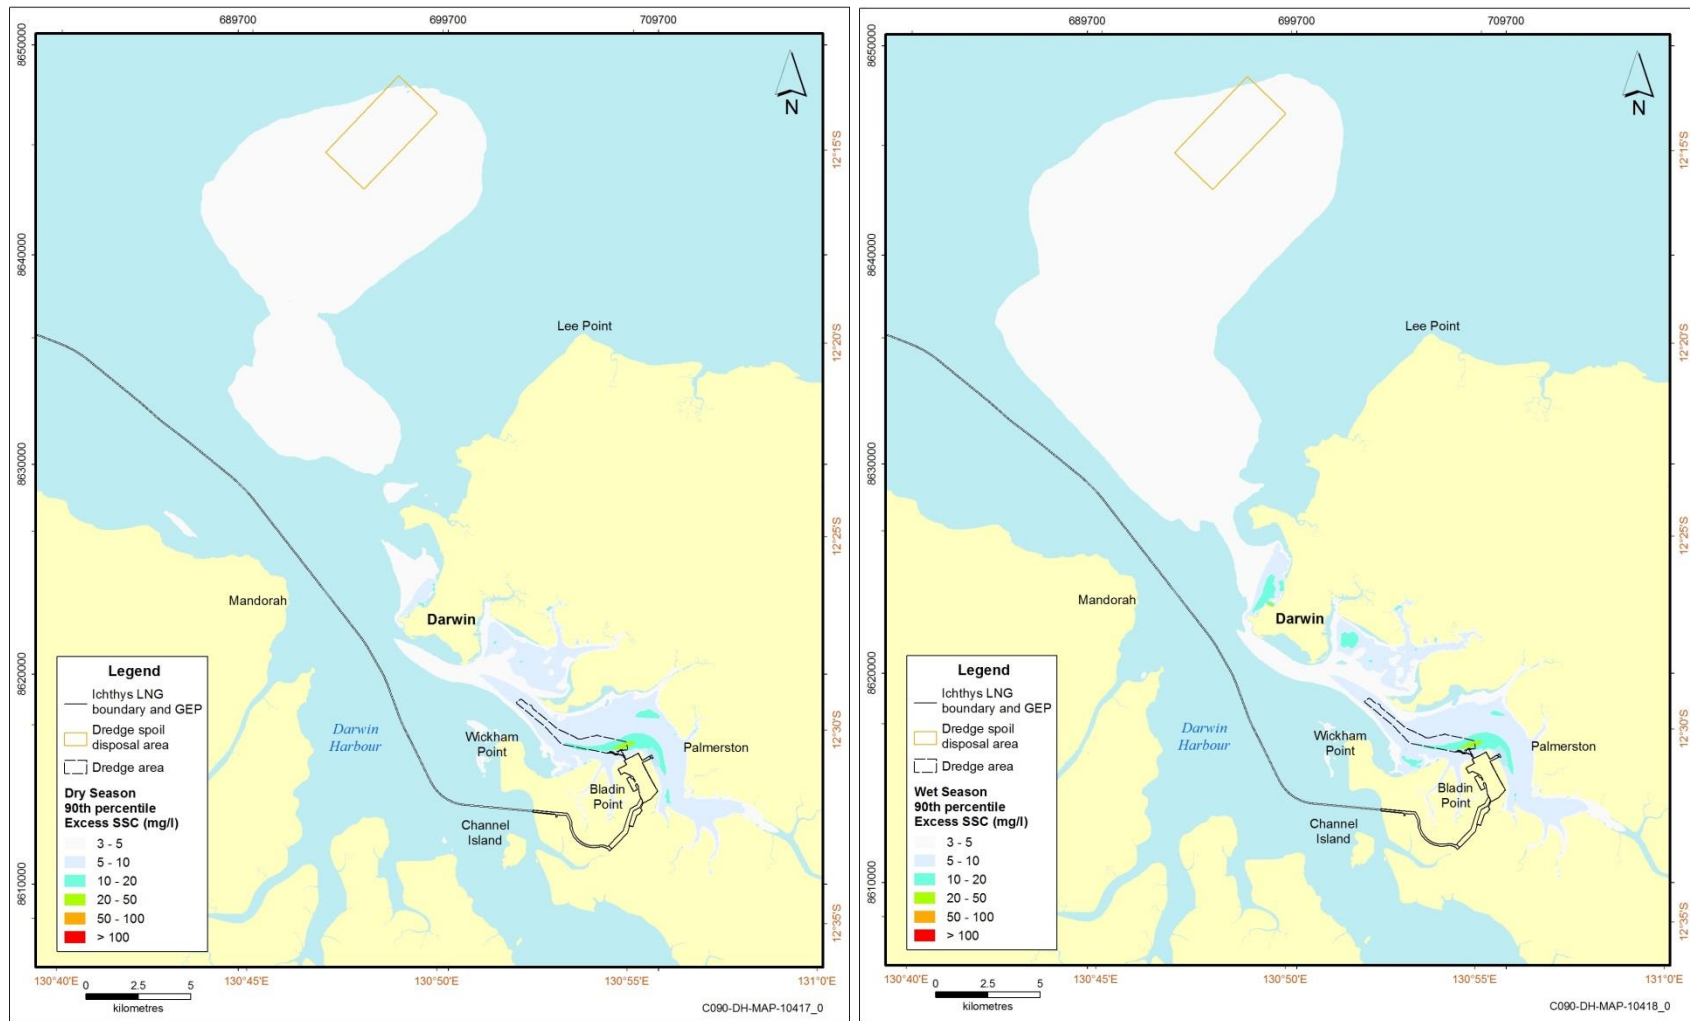 689700
699700
709700
8650000
8640000
8630000
8620000
8610000
N
12°15'S
12°20'S
12°25'S
12°30'S
12°35'S
Lee Point
Mandorah
Darwin
Darwin
Harbour
Wickham
Point
Palmerston
Bladin
Point
Channel
Island
Legend
Ichthys LNG
boundary and GEP
Dredge spoil
disposal area
Dredge area
Dry Season
90th percentile
Excess SSC (mg/l)
3 - 5
5 - 10
10 - 20
20 - 50
50 - 100
> 100
130°40'E
130°45'E
130°50'E
130°55'E
131°0'E
0 2.5 5
kilometres
C090-DH-MAP-10417_0
689700
699700
709700
8650000
8640000
8630000
8620000
8610000
N
12°15'S
12°20'S
12°25'S
12°30'S
12°35'S
Lee Point
Mandorah
Darwin
Darwin
Harbour
Wickham
Point
Palmerston
Bladin
Point
Channel
Island
Legend
Ichthys LNG
boundary and GEP
Dredge spoil
disposal area
Dredge area
Wet Season
90th percentile
Excess SSC (mg/l)
3 - 5
5 - 10
10 - 20
20 - 50
50 - 100
> 100
130°40'E
130°45'E
130°50'E
130°55'E
131°0'E
0 2.5 5
kilometres
C090-DH-MAP-10418_0